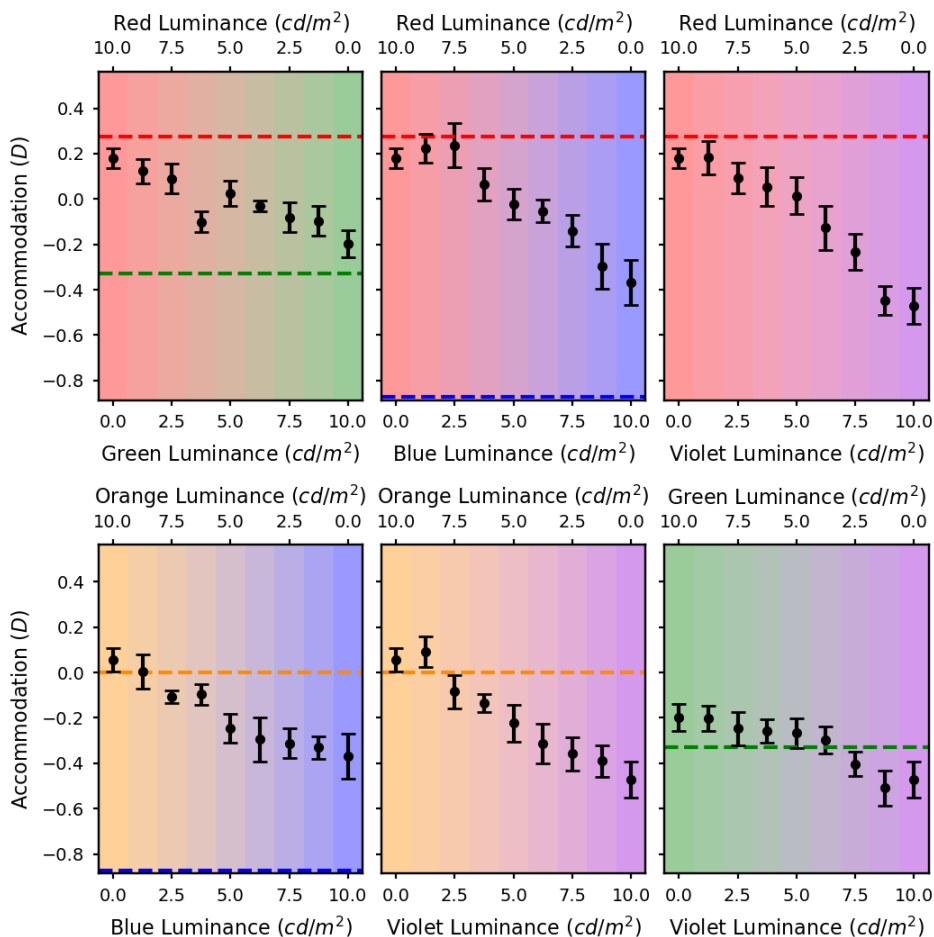 Red Luminance (cd/m²) Red Luminance (cd/m²) Red Luminance (cd/m²)
10.0 7.5 5.0 2.5 0.0 10.0 7.5 5.0 2.5 0.0 10.0 7.5 5.0 2.5 0.0
Accommodation (D)
0.4
0.2
0.0
−0.2
−0.4
−0.6
−0.8
0.0 2.5 5.0 7.5 10.0 0.0 2.5 5.0 7.5 10.0 0.0 2.5 5.0 7.5 10.0
Green Luminance (cd/m²) Blue Luminance (cd/m²) Violet Luminance (cd/m²)
Orange Luminance (cd/m²) Orange Luminance (cd/m²) Green Luminance (cd/m²)
10.0 7.5 5.0 2.5 0.0 10.0 7.5 5.0 2.5 0.0 10.0 7.5 5.0 2.5 0.0
Accommodation (D)
0.4
0.2
0.0
−0.2
−0.4
−0.6
−0.8
0.0 2.5 5.0 7.5 10.0 0.0 2.5 5.0 7.5 10.0 0.0 2.5 5.0 7.5 10.0
Blue Luminance (cd/m²) Violet Luminance (cd/m²) Violet Luminance (cd/m²)